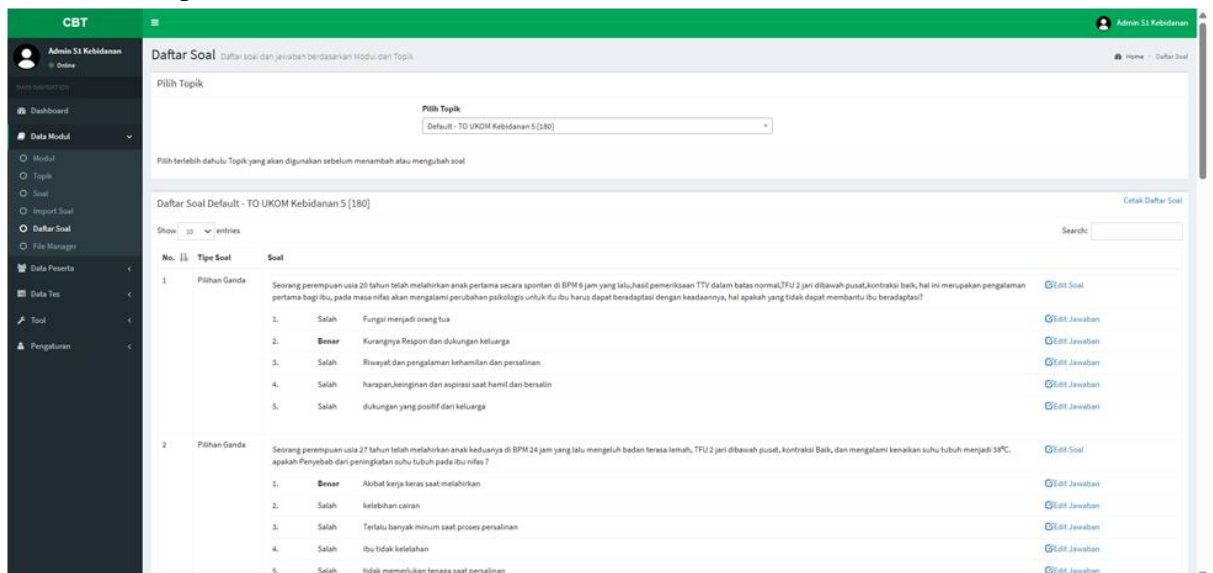 CBT
Admin S1 Kebidanan
Admin S1 Kebidanan
Online
MAIN NAVIGATION
Dashboard
Data Modul
Modul
Topik
Soal
Import Soal
Daftar Soal
File Manager
Data Peserta
Data Tes
Tool
Pengaturan
Daftar Soal Daftar soal dan jawaban berdasarkan Modul dan Topik
Home > Daftar Soal
Pilih Topik
Pilih Topik
Default - TO UKOM Kebidanan 5 [180]
Pilih terlebih dahulu Topik yang akan digunakan sebelum menambah atau mengubah soal
Daftar Soal Default - TO UKOM Kebidanan 5 [180]
Cetak Daftar Soal
Show 10 entries
Search:
No. Tipe Soal Soal
1 Pilihan Ganda
Seorang perempuan usia 20 tahun telah melahirkan anak pertama secara spontan di BPM 6 jam yang lalu,hasil pemeriksaan TTV dalam batas normal,TFU 2 jari dibawah pusat,kontraksi baik, hal ini merupakan pengalaman
pertama bagi ibu, pada masa nifas akan mengalami perubahan psikologis untuk itu ibu harus dapat beradaptasi dengan keadaannya, hal apakah yang tidak dapat membantu ibu beradaptasi?
Edit Soal
1. Salah Fungsi menjadi orang tua Edit Jawaban
2. Benar Kurangnya Respon dan dukungan keluarga Edit Jawaban
3. Salah Riwayat dan pengalaman kehamilan dan persalinan Edit Jawaban
4. Salah harapan,keinginan dan aspirasi saat hamil dan bersalin Edit Jawaban
5. Salah dukungan yang positif dari keluarga Edit Jawaban
2 Pilihan Ganda
Seorang perempuan usia 27 tahun telah melahirkan anak keduanya di BPM 24 jam yang lalu mengeluh badan terasa lemah, TFU 2 jari dibawah pusat, kontraksi Baik, dan mengalami kenaikan suhu tubuh menjadi 38°C.
apakah Penyebab dari peningkatan suhu tubuh pada ibu nifas ?
Edit Soal
1. Benar Akibat kerja keras saat melahirkan Edit Jawaban
2. Salah kelebihan cairan Edit Jawaban
3. Salah Terlalu banyak minum saat proses persalinan Edit Jawaban
4. Salah ibu tidak kelelahan Edit Jawaban
5. Salah tidak memerlukan tenaga saat persalinan Edit Jawaban